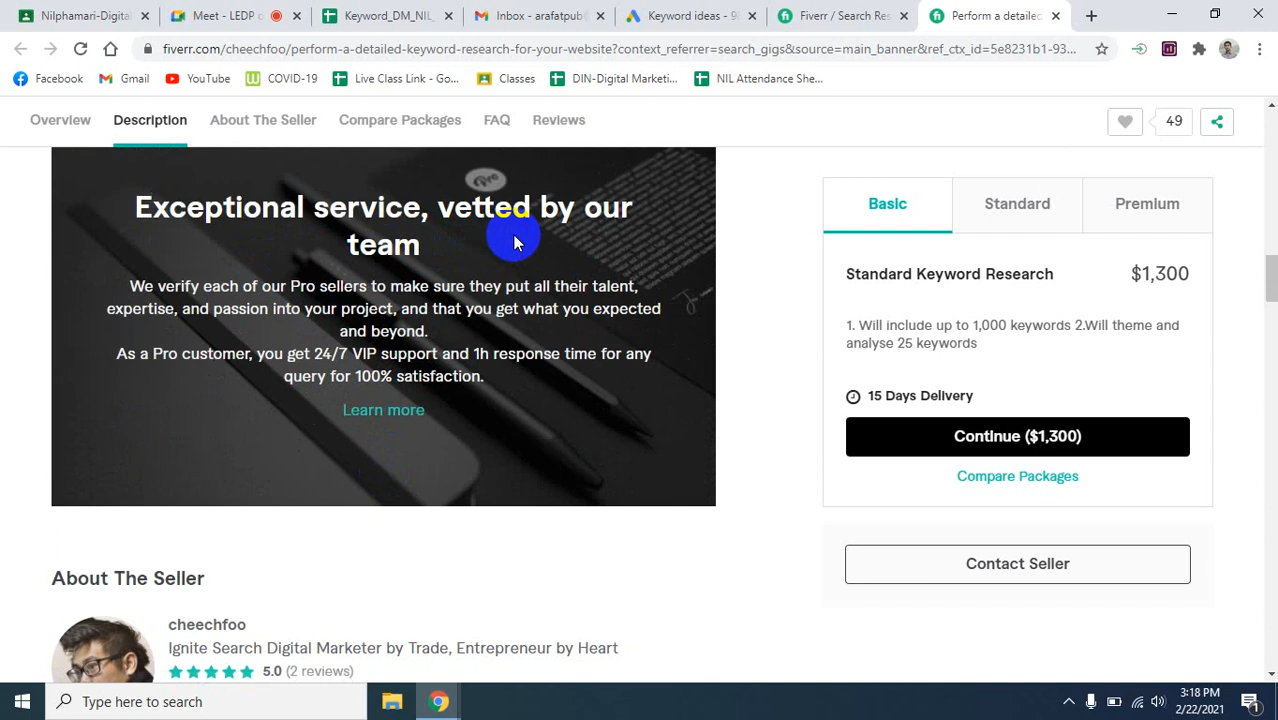 Nilphamari-Digital
Meet - LEDP c
Keyword_DM_NIL_
Inbox - arafatpub@
Keyword ideas - 9
Fiverr / Search Res
Perform a detailed
fiverr.com/cheechfoo/perform-a-detailed-keyword-research-for-your-website?context_referrer=search_gigs&source=main_banner&ref_ctx_id=5e8231b1-93...
Facebook
Gmail
YouTube
COVID-19
Live Class Link - Go...
Classes
DIN-Digital Marketi...
NIL Attendance She...
Overview
Description
About The Seller
Compare Packages
FAQ
Reviews
49
pro
Exceptional service, vetted by our
team
We verify each of our Pro sellers to make sure they put all their talent,
expertise, and passion into your project, and that you get what you expected
and beyond.
As a Pro customer, you get 24/7 VIP support and 1h response time for any
query for 100% satisfaction.
Learn more
Basic
Standard
Premium
Standard Keyword Research
$1,300
1. Will include up to 1,000 keywords 2.Will theme and
analyse 25 keywords
15 Days Delivery
Continue ($1,300)
Compare Packages
Contact Seller
About The Seller
cheechfoo
Ignite Search Digital Marketer by Trade, Entrepreneur by Heart
5.0 (2 reviews)
Type here to search
3:18 PM
2/22/2021
1